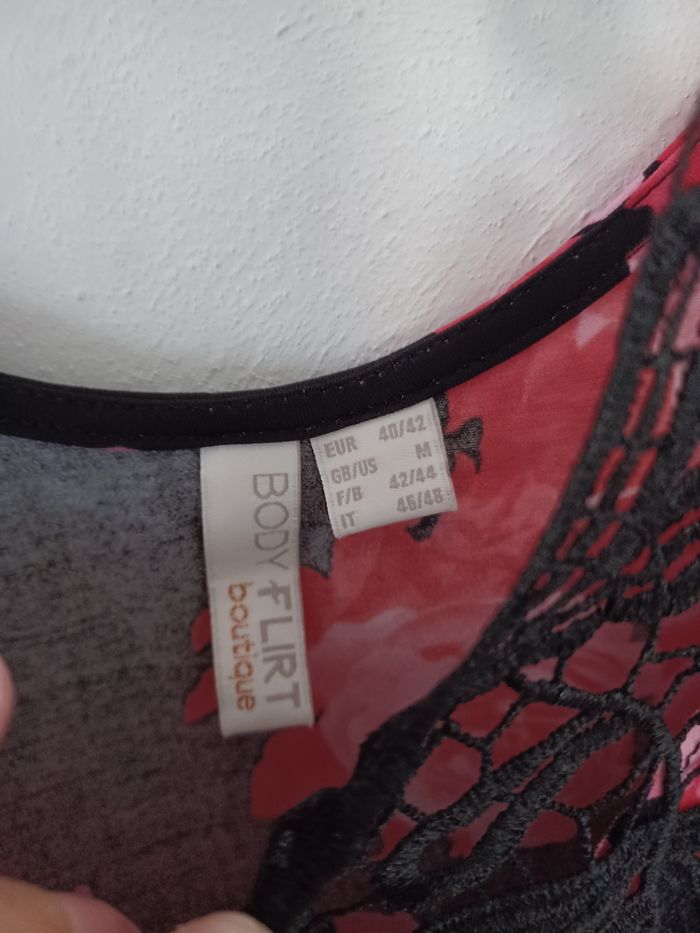 BODY FLIRT
boutique
EUR 40/42
GB/US M
F/B 42/44
IT 46/48